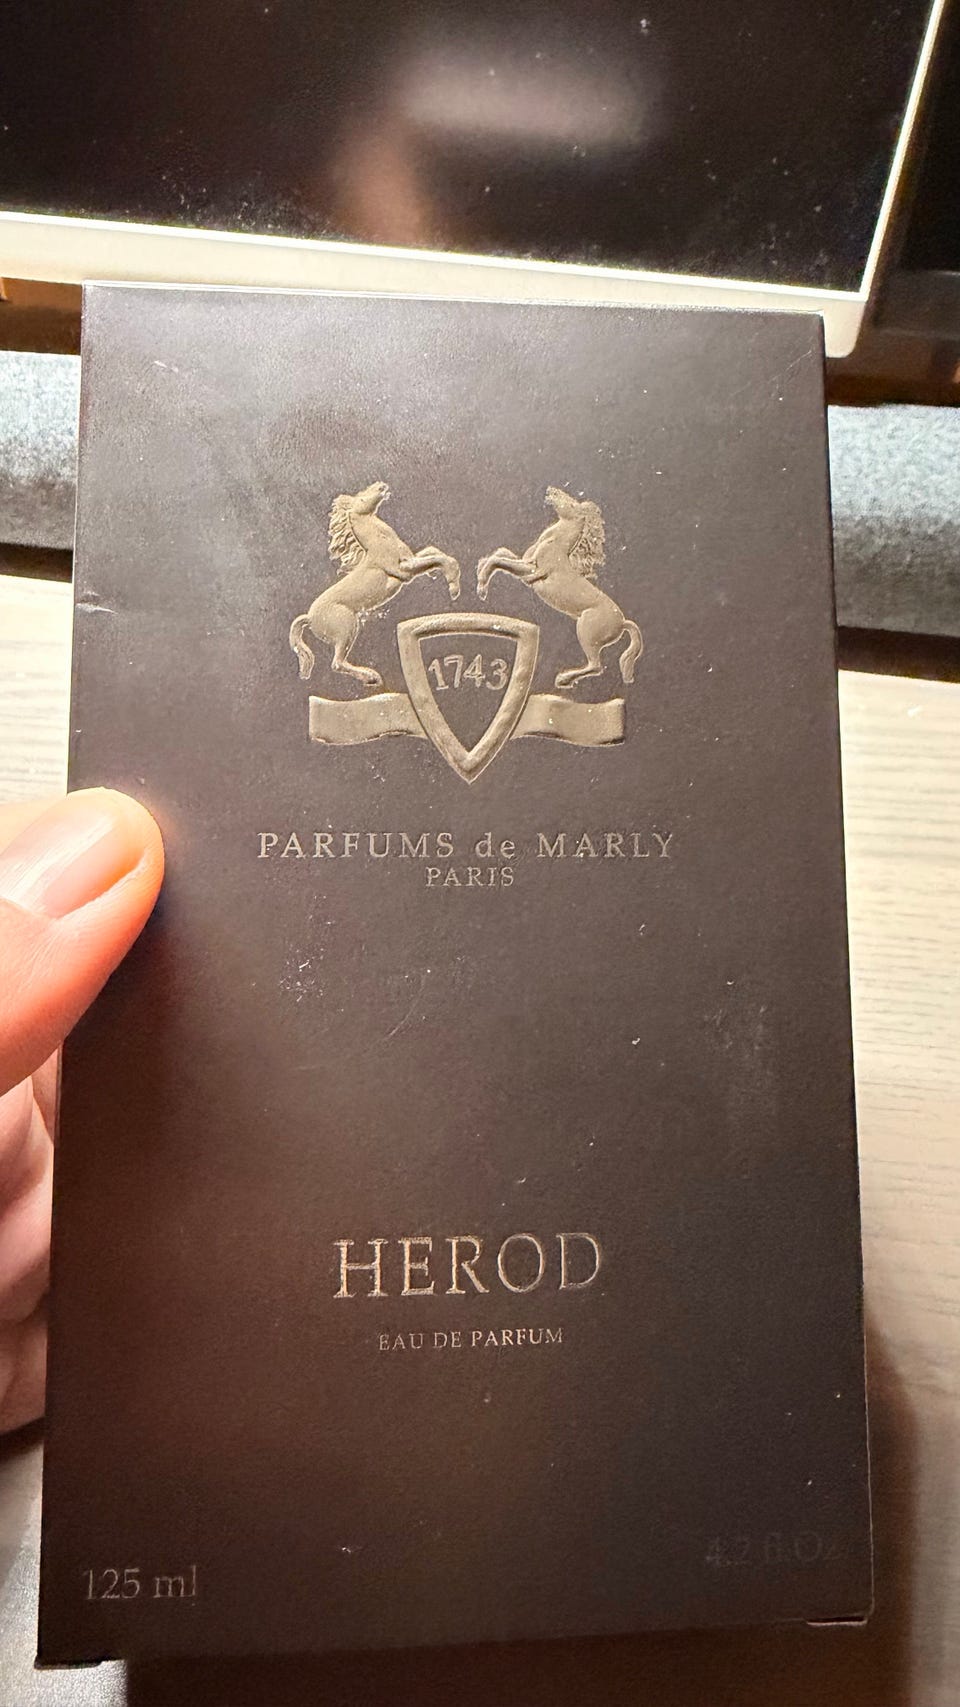 1743
PARFUMS de MARLY
PARIS
HEROD
EAU DE PARFUM
125 ml
4.2 fl.Oz